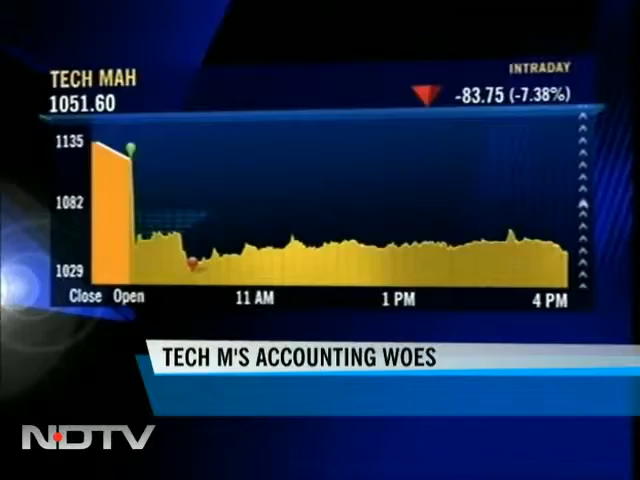 TECH MAH
INTRADAY
1051.60
-83.75 (-7.38%)
1135
1082
1029
Close Open 11 AM 1 PM 4 PM
TECH M'S ACCOUNTING WOES
NDTV